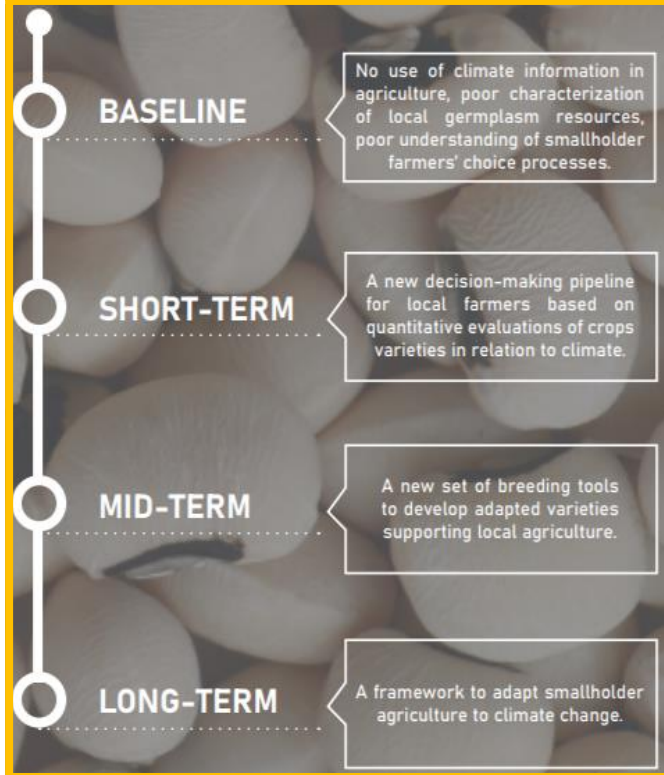 BASELINE
No use of climate information in
agriculture, poor characterization
of local germplasm resources,
poor understanding of smallholder
farmers' choice processes.
SHORT-TERM
A new decision-making pipeline
for local farmers based on
quantitative evaluations of crops
varieties in relation to climate.
MID-TERM
A new set of breeding tools
to develop adapted varieties
supporting local agriculture.
LONG-TERM
A framework to adapt smallholder
agriculture to climate change.